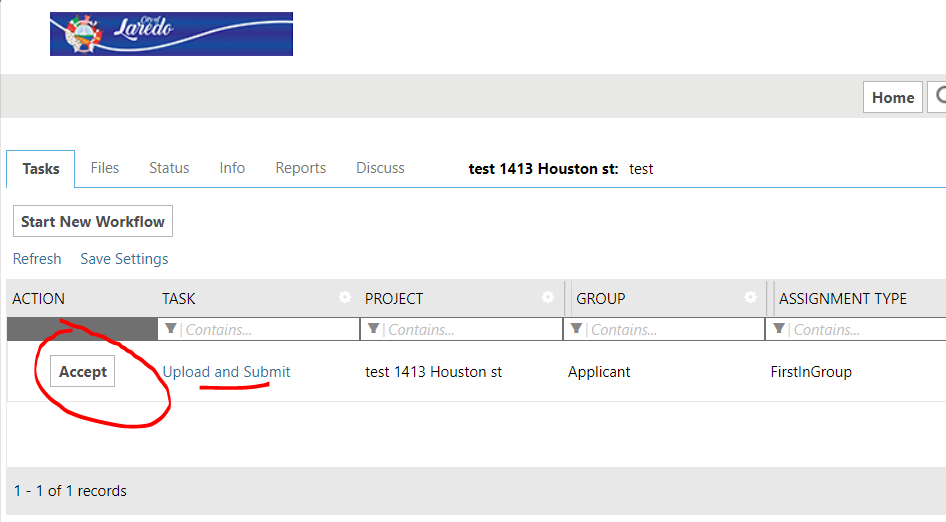 City of
Laredo
Home
Tasks Files Status Info Reports Discuss test 1413 Houston st: test
Start New Workflow
Refresh Save Settings
ACTION TASK PROJECT GROUP ASSIGNMENT TYPE
Contains... Contains... Contains... Contains...
Accept Upload and Submit test 1413 Houston st Applicant FirstInGroup
1 - 1 of 1 records